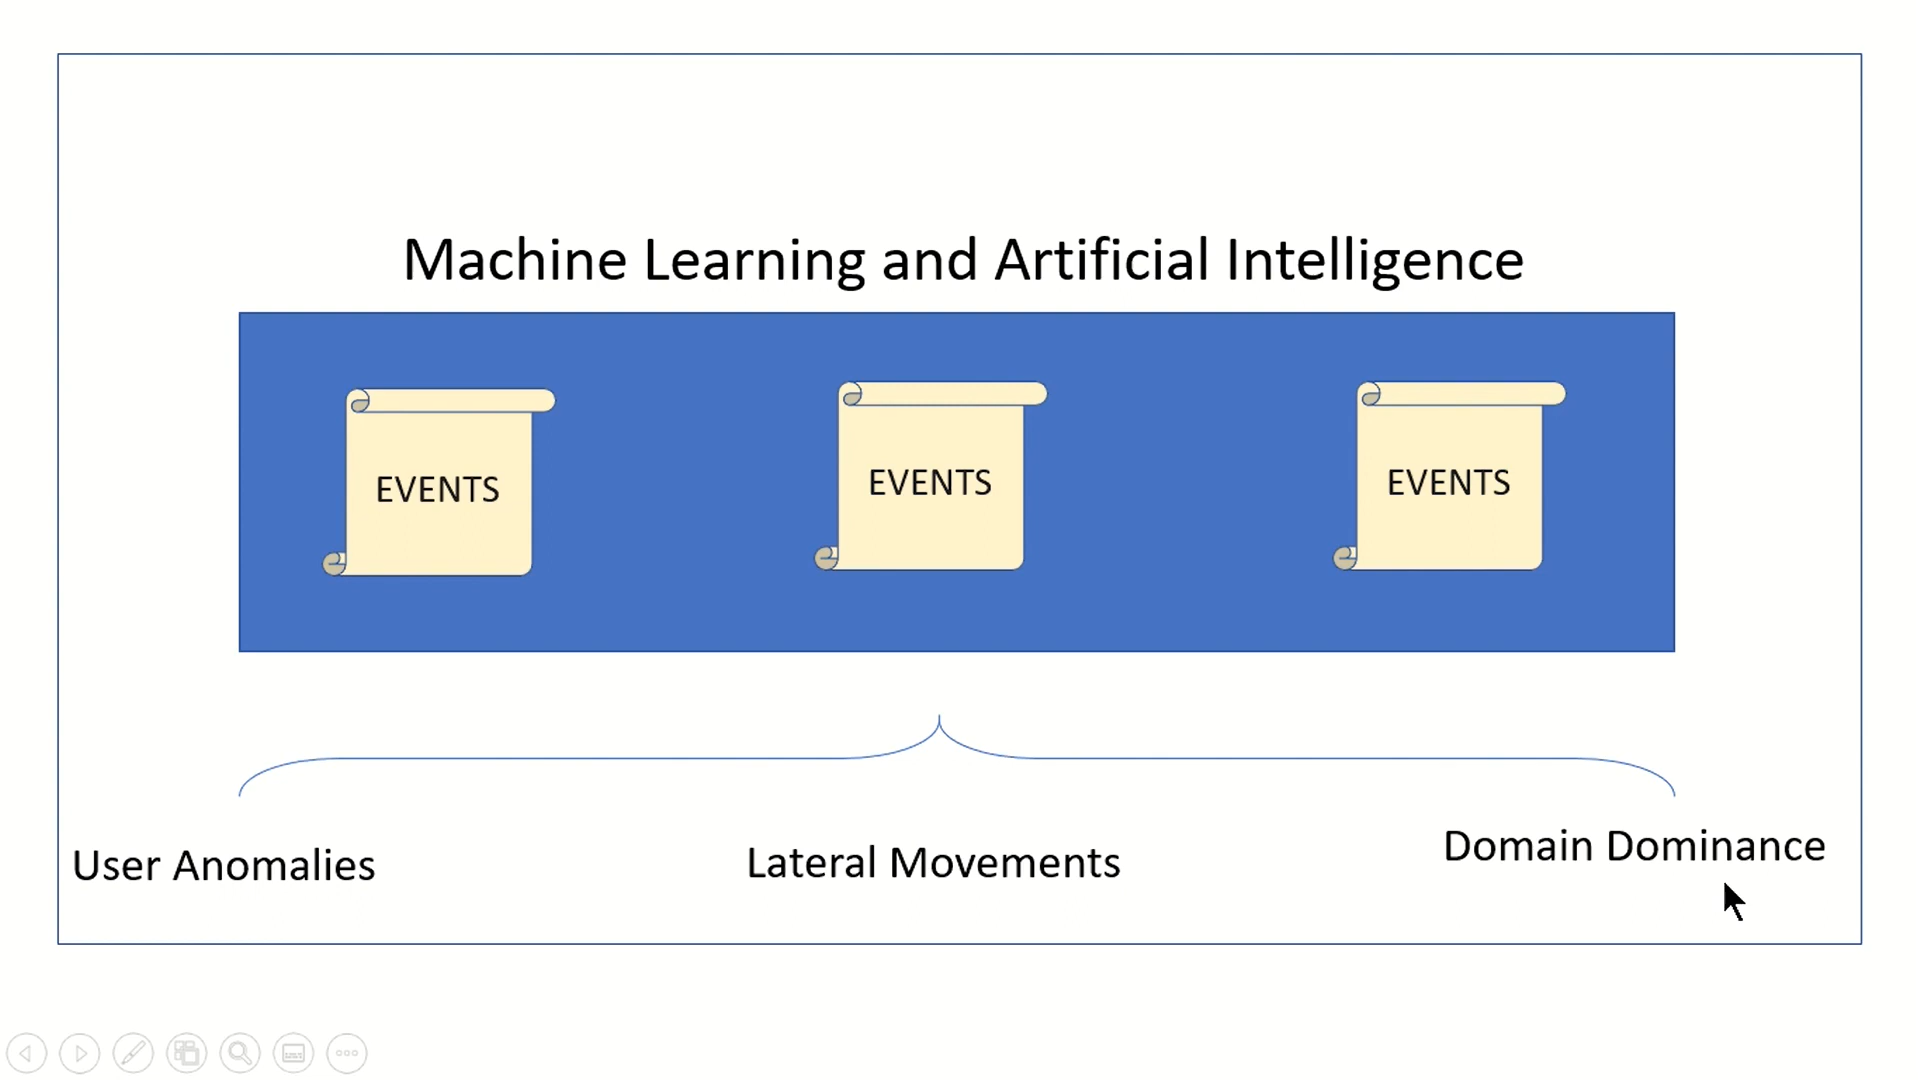 Machine Learning and Artificial Intelligence
EVENTS
EVENTS
EVENTS
User Anomalies
Lateral Movements
Domain Dominance